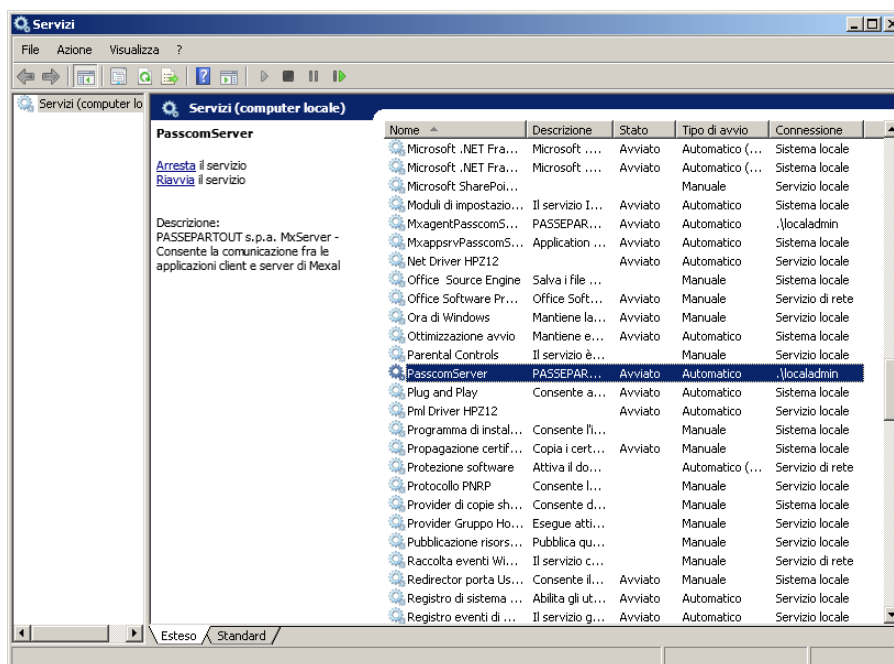 Servizi
File Azione Visualizza ?
Servizi (computer lo
Servizi (computer locale)
PasscomServer
Arresta il servizio
Riavvia il servizio
Descrizione:
PASSEPARTOUT s.p.a. MxServer -
Consente la comunicazione fra le
applicazioni client e server di Mexal
Nome Descrizione Stato Tipo di avvio Connessione
Microsoft .NET Fra... Microsoft .... Avviato Automatico (... Sistema locale
Microsoft .NET Fra... Microsoft .... Avviato Automatico (... Sistema locale
Microsoft SharePoi... Manuale Servizio locale
Moduli di impostazio... Il servizio I... Avviato Automatico Sistema locale
MxagentPasscomS... PASSEPAR... Avviato Automatico .\localadmin
MxappsrvPasscomS... Application ... Avviato Automatico Sistema locale
Net Driver HPZ12 Avviato Automatico Servizio locale
Office Source Engine Salva i file ... Manuale Sistema locale
Office Software Pr... Office Soft... Avviato Manuale Servizio di rete
Ora di Windows Mantiene la... Avviato Manuale Servizio locale
Ottimizzazione avvio Mantiene e... Avviato Automatico Sistema locale
Parental Controls Il servizio è... Manuale Servizio locale
PasscomServer PASSEPAR... Avviato Automatico .\localadmin
Plug and Play Consente a... Avviato Automatico Sistema locale
Pml Driver HPZ12 Avviato Automatico Servizio locale
Programma di instal... Consente l'i... Manuale Sistema locale
Propagazione certif... Copia i cert... Avviato Manuale Sistema locale
Protezione software Attiva il do... Automatico (... Servizio di rete
Protocollo PNRP Consente l... Manuale Servizio locale
Provider di copie sh... Consente d... Manuale Sistema locale
Provider Gruppo Ho... Esegue atti... Manuale Servizio locale
Pubblicazione risors... Pubblica qu... Manuale Servizio locale
Raccolta eventi Wi... Il servizio c... Manuale Servizio di rete
Redirector porta Us... Consente il... Avviato Manuale Sistema locale
Registro di sistema ... Abilita gli ut... Avviato Automatico Servizio locale
Registro eventi di ... Il servizio g... Avviato Automatico Servizio locale
Esteso Standard